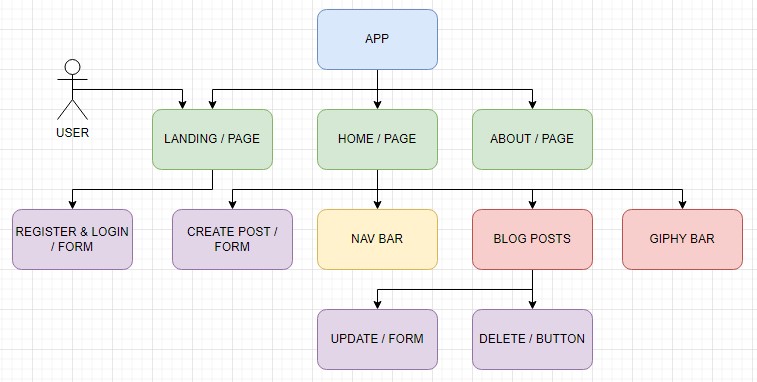 APP
USER
LANDING / PAGE
HOME / PAGE
ABOUT / PAGE
REGISTER & LOGIN
/ FORM
CREATE POST /
FORM
NAV BAR
BLOG POSTS
GIPHY BAR
UPDATE / FORM
DELETE / BUTTON